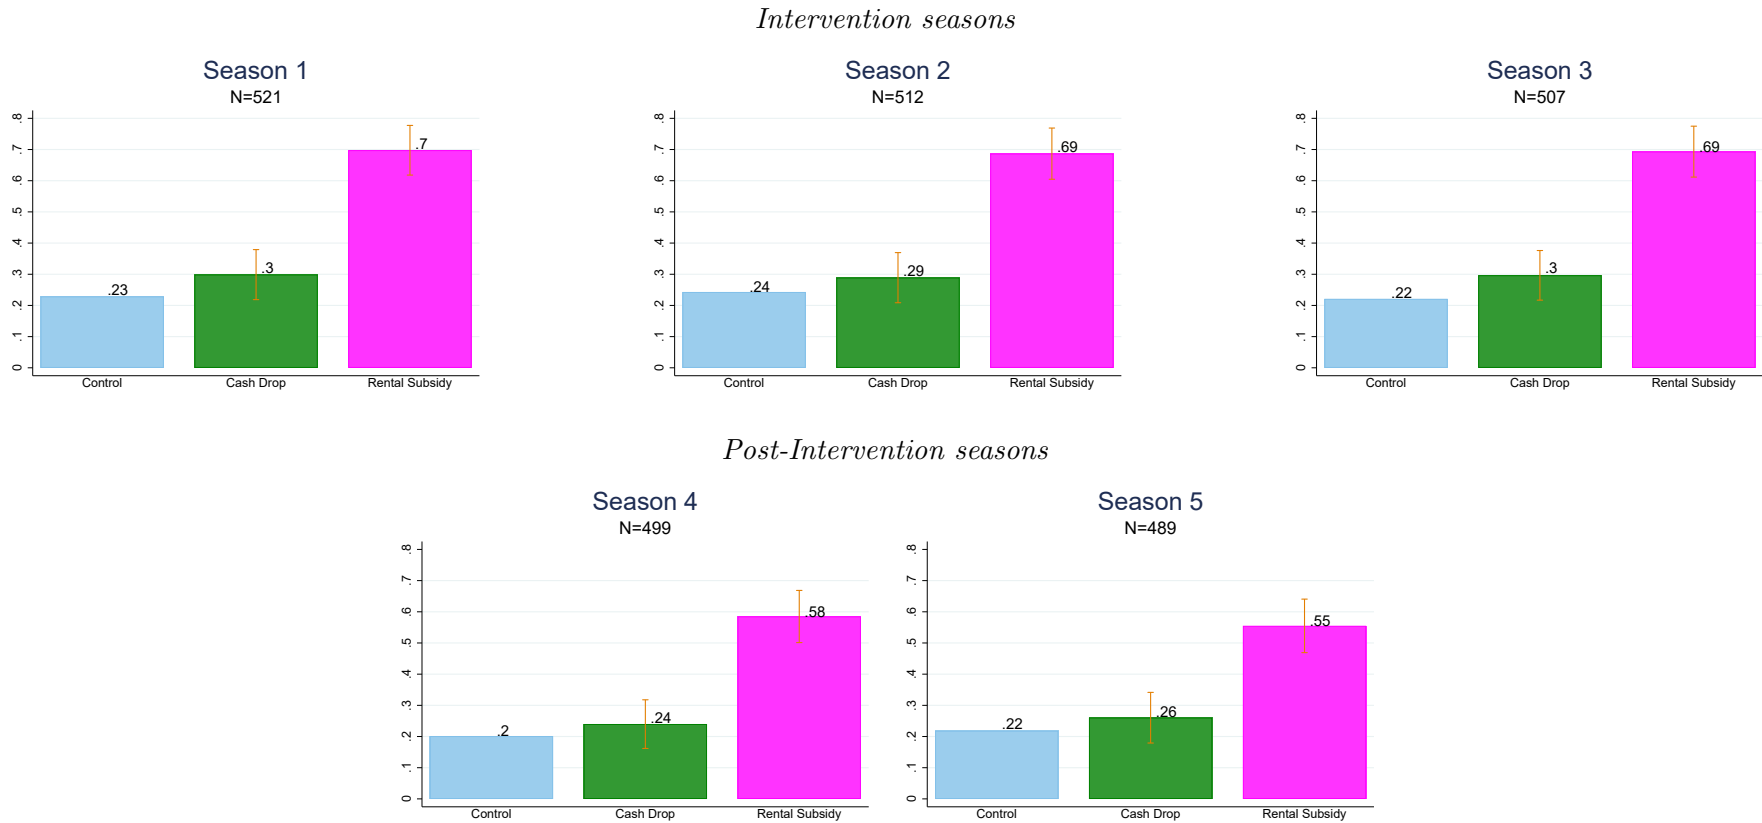 Intervention seasons
Season 1
N=521
.8
.7
.6
.5
.4
.3
.2
.1
0
.23
.3
.7
Control
Cash Drop
Rental Subsidy
Season 2
N=512
.8
.7
.6
.5
.4
.3
.2
.1
0
.24
.29
.69
Control
Cash Drop
Rental Subsidy
Season 3
N=507
.8
.7
.6
.5
.4
.3
.2
.1
0
.22
.3
.69
Control
Cash Drop
Rental Subsidy
Post-Intervention seasons
Season 4
N=499
.8
.7
.6
.5
.4
.3
.2
.1
0
.2
.24
.58
Control
Cash Drop
Rental Subsidy
Season 5
N=489
.8
.7
.6
.5
.4
.3
.2
.1
0
.22
.26
.55
Control
Cash Drop
Rental Subsidy